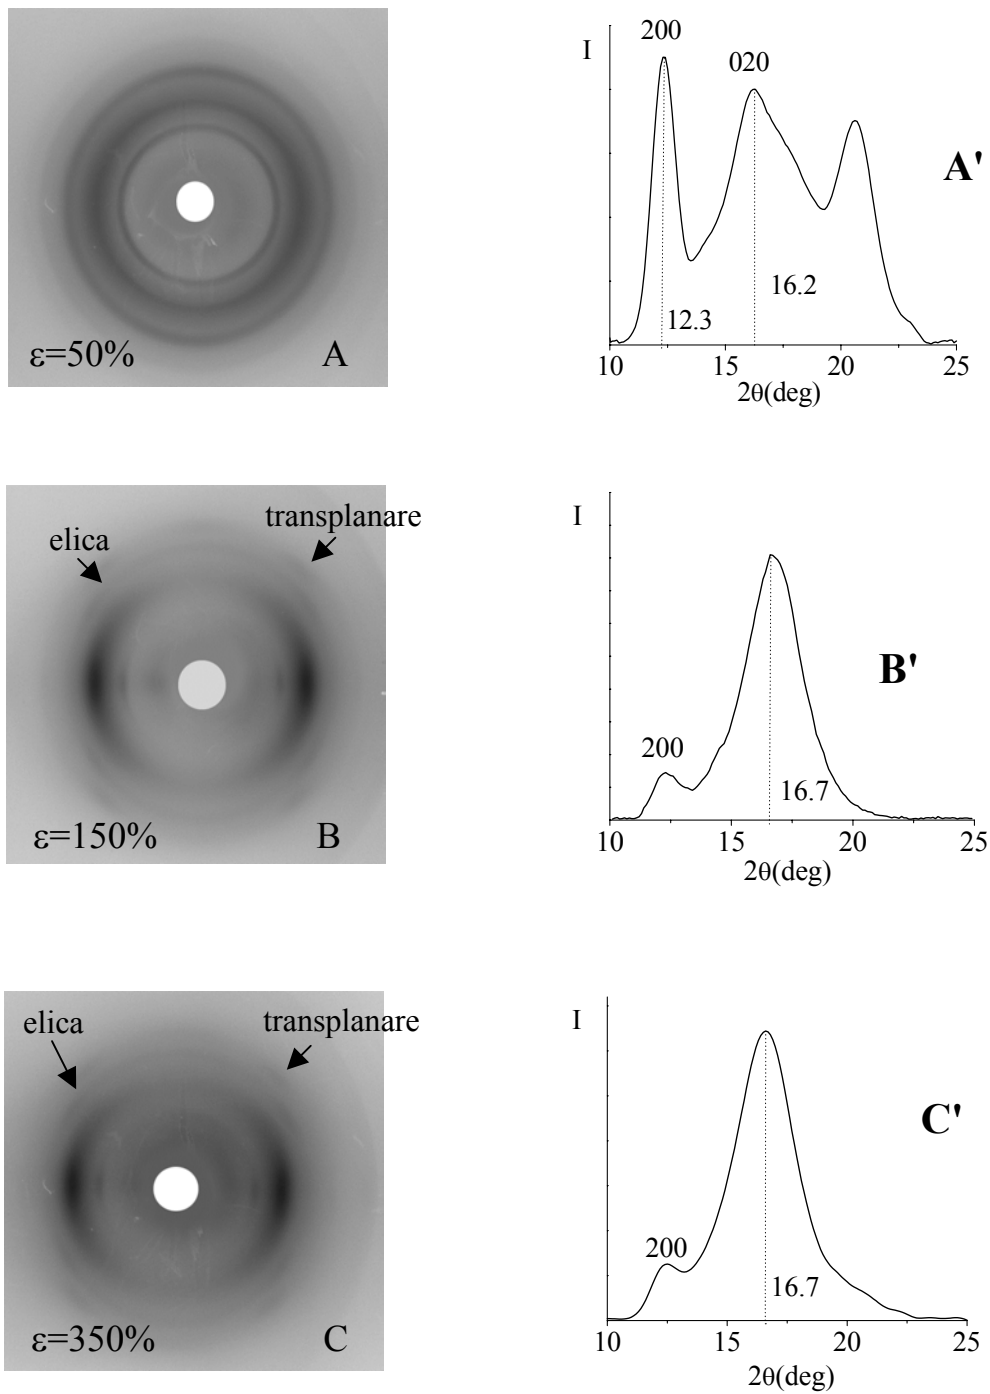 ε=50%
A
I
200
020
A'
16.2
12.3
10
15
20
25
2θ(deg)
elica
transplanare
ε=150%
B
I
B'
200
16.7
10
15
20
25
2θ(deg)
elica
transplanare
ε=350%
C
I
C'
200
16.7
10
15
20
25
2θ(deg)